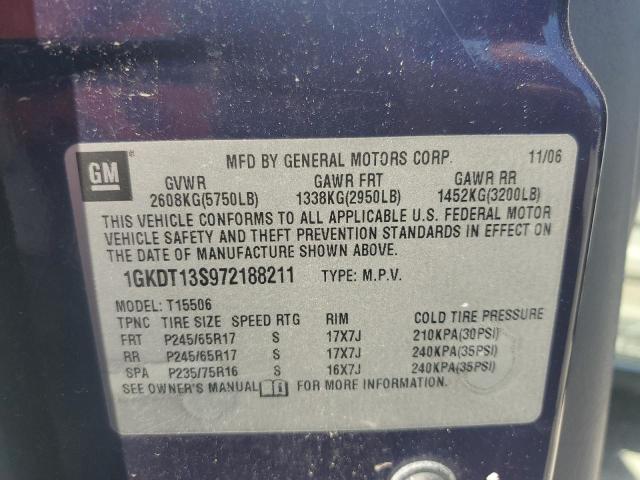 GM ® MFD BY GENERAL MOTORS CORP. 11/06
GVWR GAWR FRT GAWR RR
2608KG(5750LB) 1338KG(2950LB) 1452KG(3200LB)
THIS VEHICLE CONFORMS TO ALL APPLICABLE U.S. FEDERAL MOTOR
VEHICLE SAFETY AND THEFT PREVENTION STANDARDS IN EFFECT ON
THE DATE OF MANUFACTURE SHOWN ABOVE.
1GKDT13S972188211 TYPE: M.P.V.
MODEL: T15506
TPNC TIRE SIZE SPEED RTG RIM COLD TIRE PRESSURE
FRT P245/65R17 S 17X7J 210KPA(30PSI)
RR P245/65R17 S 17X7J 240KPA(35PSI)
SPA P235/75R16 S 16X7J 240KPA(35PSI)
SEE OWNER'S MANUAL FOR MORE INFORMATION.